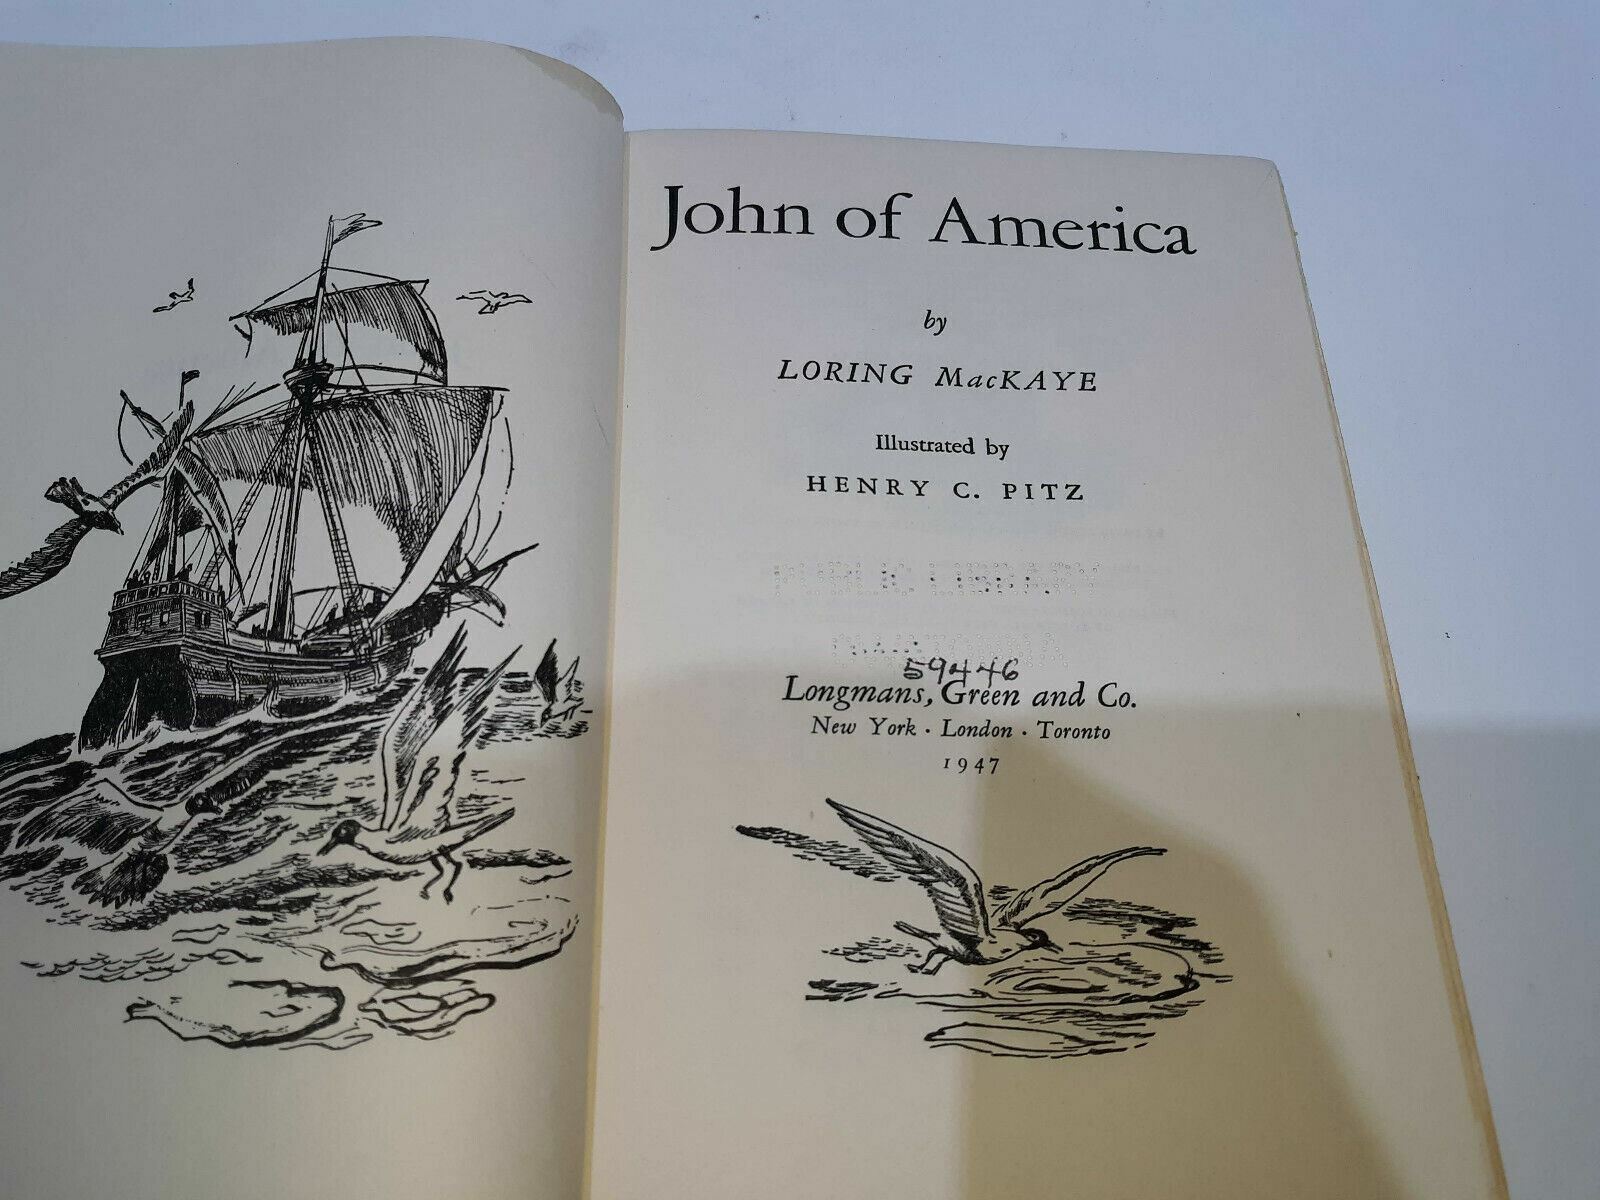 John of America
by
LORING MacKAYE
Illustrated by
HENRY C. PITZ
59446
Longmans, Green and Co.
New York · London · Toronto
1947